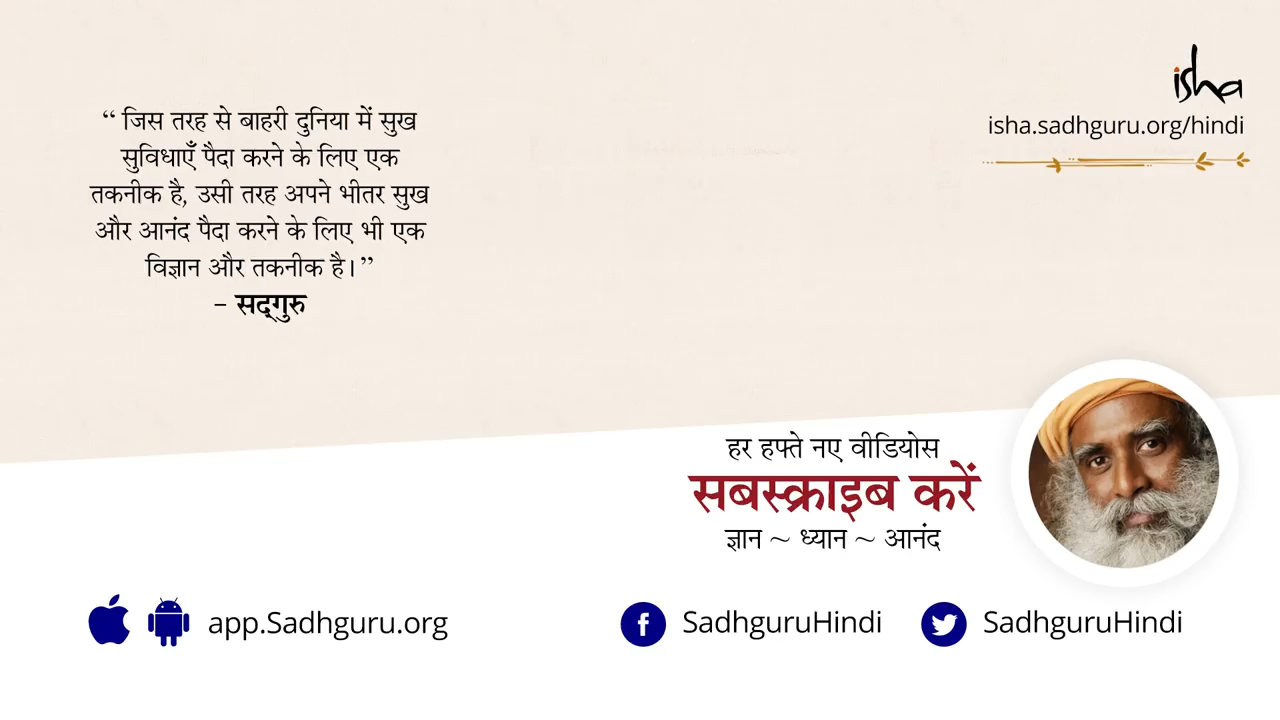 “ जिस तरह से बाहरी दुनिया में सुख
सुविधाएँ पैदा करने के लिए एक
तकनीक है, उसी तरह अपने भीतर सुख
और आनंद पैदा करने के लिए भी एक
विज्ञान और तकनीक है।”
- सद्‌गुरु
isha
isha.sadhguru.org/hindi
हर हफ्ते नए वीडियोस
सबस्क्राइब करें
ज्ञान ~ ध्यान ~ आनंद
app.Sadhguru.org
SadhguruHindi
SadhguruHindi